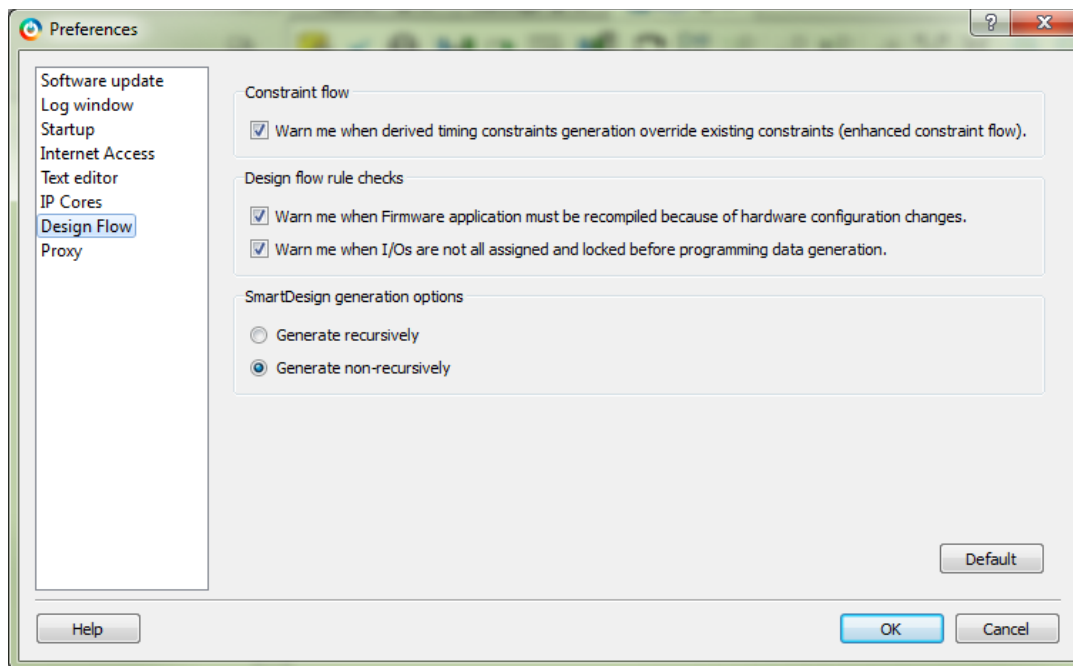 Preferences
?
Software update
Log window
Startup
Internet Access
Text editor
IP Cores
Design Flow
Proxy
Constraint flow
Warn me when derived timing constraints generation override existing constraints (enhanced constraint flow).
Design flow rule checks
Warn me when Firmware application must be recompiled because of hardware configuration changes.
Warn me when I/Os are not all assigned and locked before programming data generation.
SmartDesign generation options
Generate recursively
Generate non-recursively
Default
Help
OK
Cancel